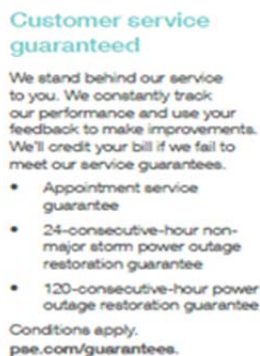 Customer service
guaranteed
We stand behind our service
to you. We constantly track
our performance and use your
feedback to make improvements.
We'll credit your bill if we fail to
meet our service guarantees.
• Appointment service
guarantee
• 24-consecutive-hour non-
major storm power outage
restoration guarantee
• 120-consecutive-hour power
outage restoration guarantee
Conditions apply.
pse.com/guarantees.